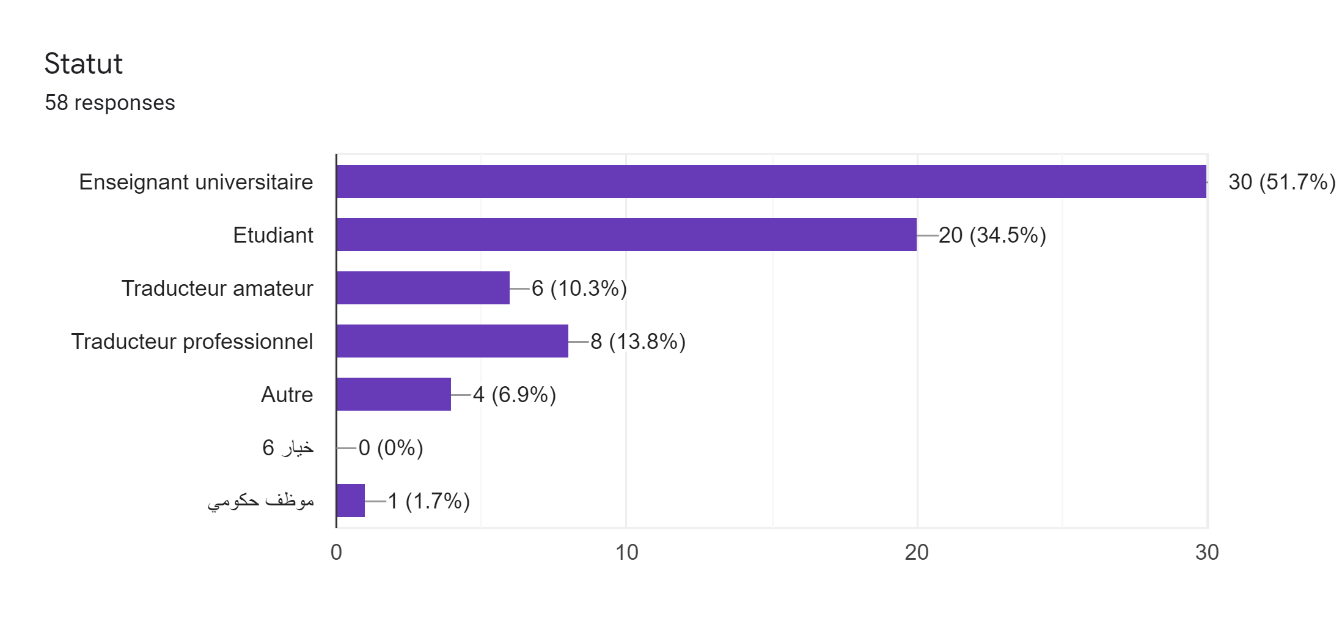 Statut
58 responses
Enseignant universitaire
30 (51.7%)
Etudiant
20 (34.5%)
Traducteur amateur
6 (10.3%)
Traducteur professionnel
8 (13.8%)
Autre
4 (6.9%)
خيار 6
0 (0%)
موظف حكومي
1 (1.7%)
0 10 20 30